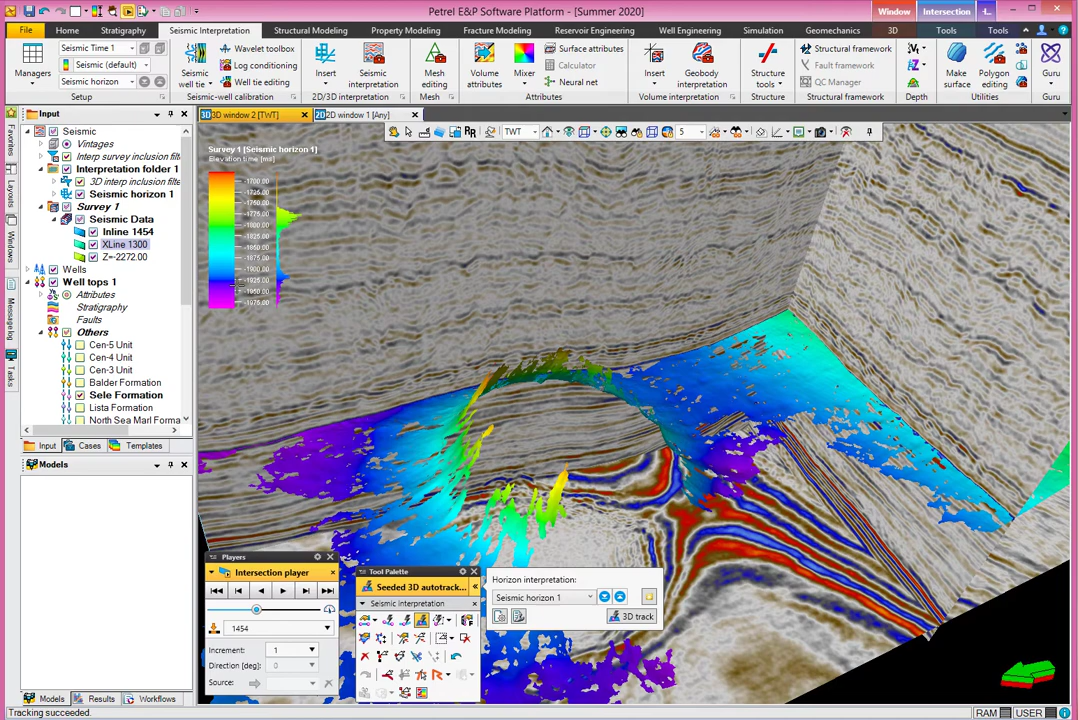 Petrel E&P Software Platform - [Summer 2020]
Window
Intersection
File
Home
Stratigraphy
Seismic Interpretation
Structural Modeling
Property Modeling
Fracture Modeling
Reservoir Engineering
Well Engineering
Simulation
Geomechanics
3D
Tools
Tools
Managers
Seismic Time 1
Seismic (default)
Seismic horizon
Setup
Seismic well tie
Wavelet toolbox
Log conditioning
Well tie editing
Seismic-well calibration
Insert
Seismic interpretation
2D/3D interpretation
Mesh editing
Mesh
Volume attributes
Mixer
Surface attributes
Calculator
Neural net
Attributes
Insert
Geobody interpretation
Volume interpretation
Structure tools
Structure
Structural framework
Fault framework
QC Manager
Structural framework
Depth
Make surface
Polygon editing
Utilities
Guru
Guru
Favorites
Layouts
Windows
Message log
Tasks
Input
Seismic
Vintages
Interp survey inclusion filt
Interpretation folder 1
3D interp inclusion filte
Seismic horizon 1
Survey 1
Seismic Data
Inline 1454
XLine 1300
Z=-2272.00
Wells
Well tops 1
Attributes
Stratigraphy
Faults
Others
Cen-5 Unit
Cen-4 Unit
Cen-3 Unit
Balder Formation
Sele Formation
Lista Formation
North Sea Marl Forma
Input
Cases
Templates
Models
Models
Results
Workflows
3D
3D window 2 [TWT]
2D
2D window 1 [Any]
TWT
5
Survey 1 [Seismic horizon 1]
Elevation time [ms]
-1700.00
-1725.00
-1750.00
-1775.00
-1800.00
-1825.00
-1850.00
-1875.00
-1900.00
-1925.00
-1950.00
-1975.00
Players
Intersection player
1454
Increment:
1
Direction [deg]:
0
Source:
Tool Palette
Seeded 3D autotrack...
Seismic interpretation
Horizon interpretation:
Seismic horizon 1
3D track
Tracking succeeded.
RAM
USER